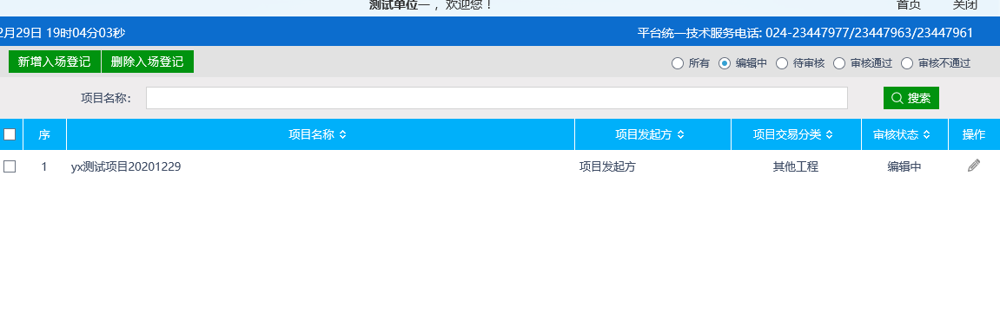 测试单位一 ，欢迎您！ 首页 关闭
2月29日 19时04分03秒 平台统一技术服务电话: 024-23447977/23447963/23447961
新增入场登记 删除入场登记 所有 编辑中 待审核 审核通过 审核不通过
项目名称： 搜索
序 项目名称 项目发起方 项目交易分类 审核状态 操作
1 yx测试项目20201229 项目发起方 其他工程 编辑中